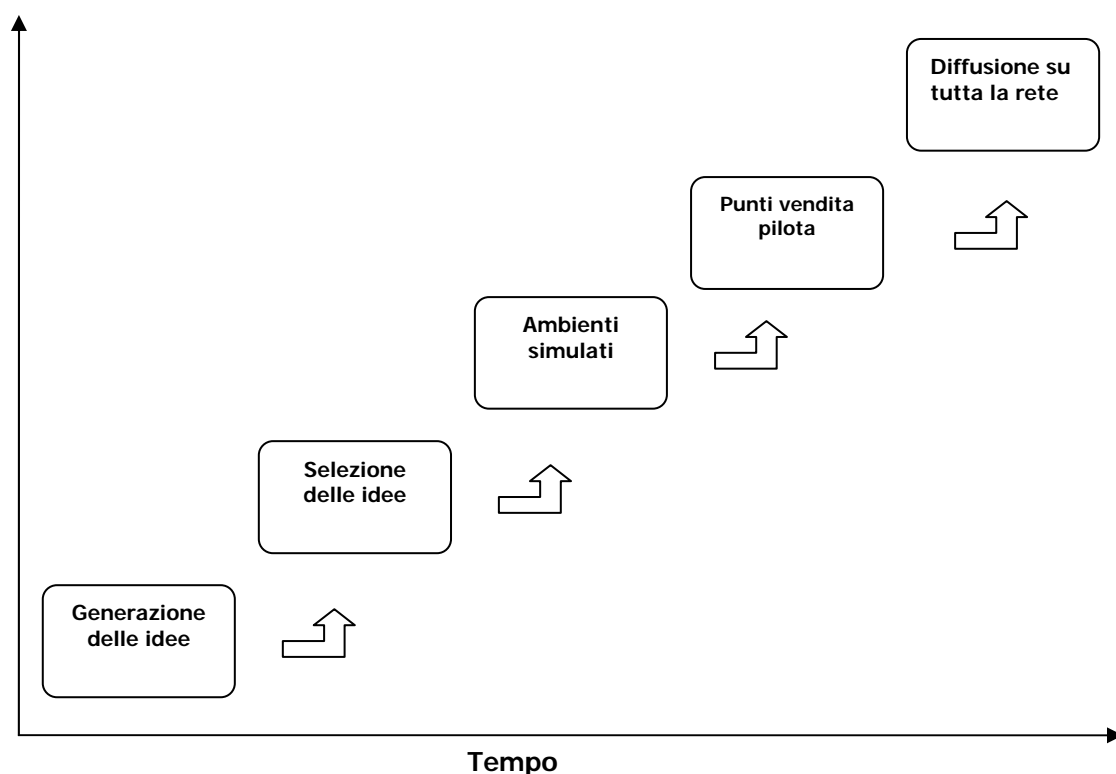 Diffusione su
tutta la rete
Punti vendita
pilota
Ambienti
simulati
Selezione
delle idee
Generazione
delle idee
Tempo